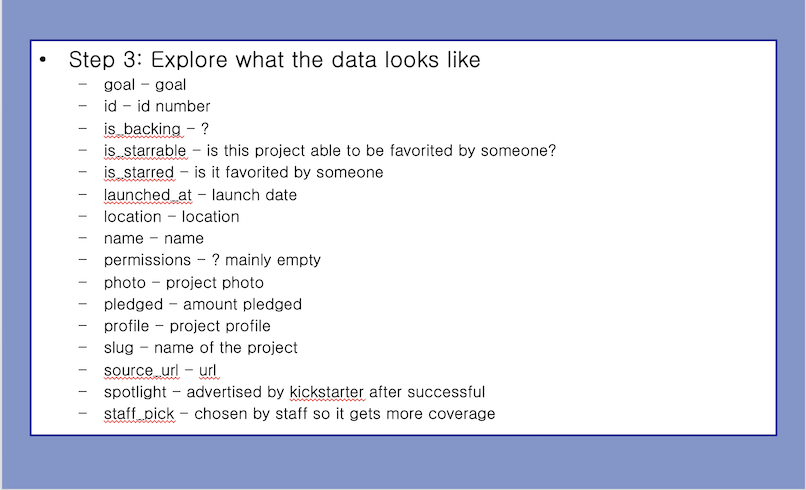 • Step 3: Explore what the data looks like
– goal – goal
– id – id number
– is_backing – ?
– is_starrable – is this project able to be favorited by someone?
– is_starred – is it favorited by someone
– launched_at – launch date
– location – location
– name – name
– permissions – ? mainly empty
– photo – project photo
– pledged – amount pledged
– profile – project profile
– slug – name of the project
– source_url – url
– spotlight – advertised by kickstarter after successful
– staff_pick – chosen by staff so it gets more coverage